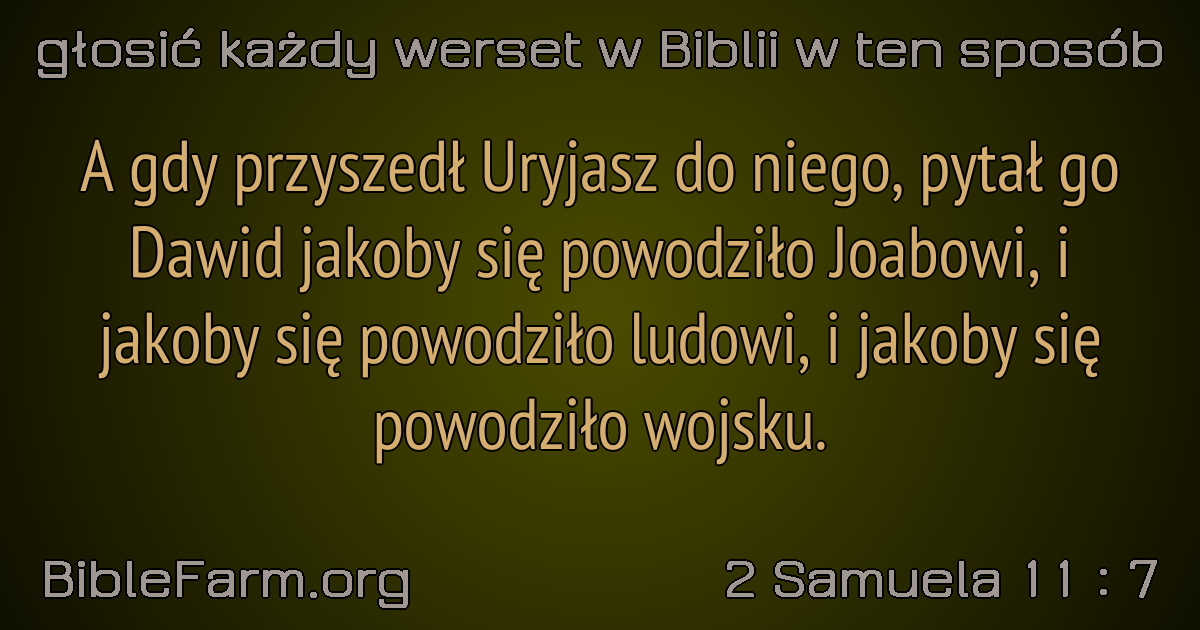 głosić każdy werset w Biblii w ten sposób
A gdy przyszedł Uryjasz do niego, pytał go
Dawid jakoby się powodziło Joabowi, i
jakoby się powodziło ludowi, i jakoby się
powodziło wojsku.
BibleFarm.org
2 Samuela 11 : 7